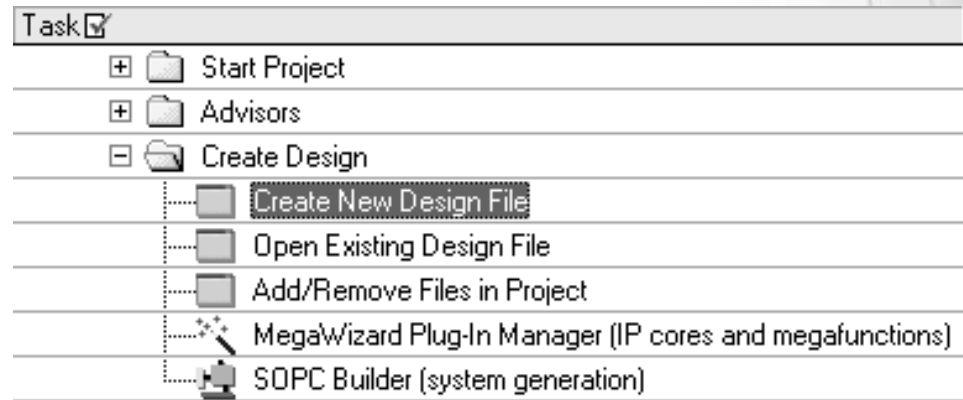 Task
Start Project
Advisors
Create Design
Create New Design File
Open Existing Design File
Add/Remove Files in Project
MegaWizard Plug-In Manager (IP cores and megafunctions)
SOPC Builder (system generation)